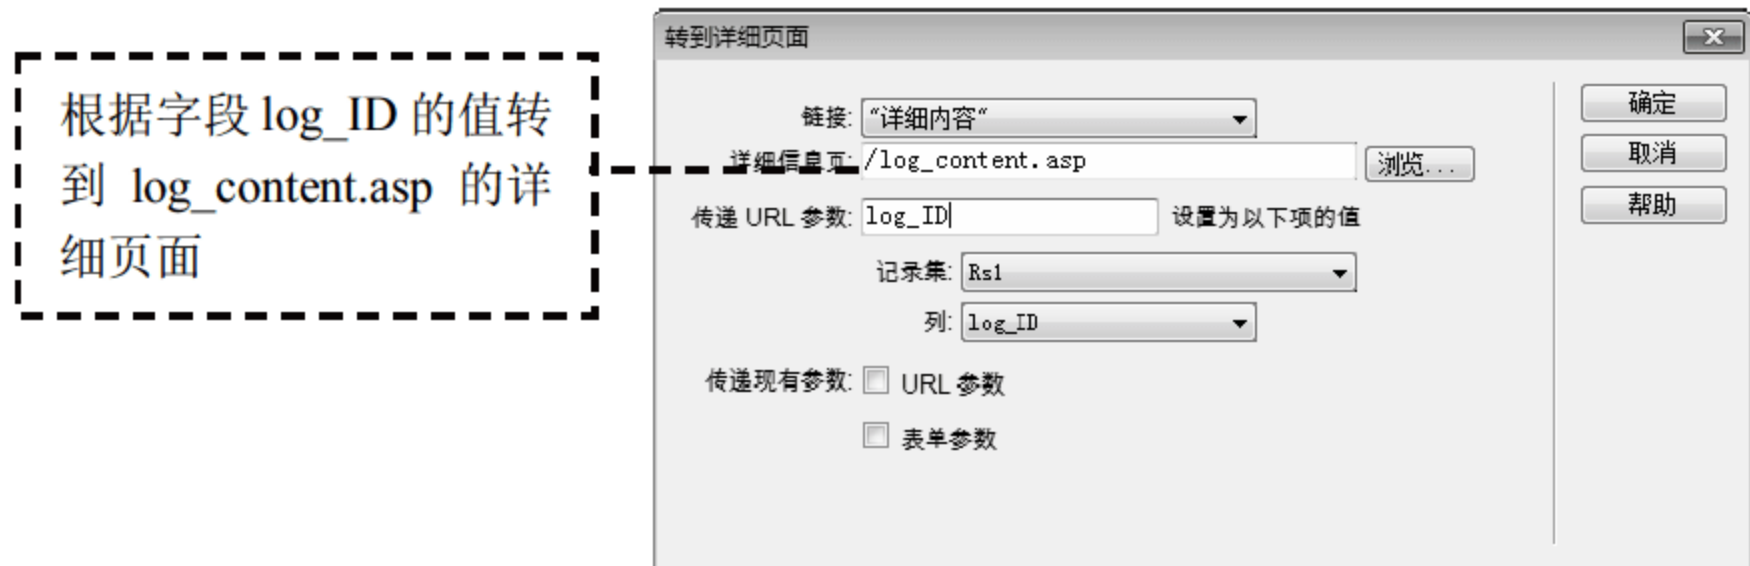 根据字段 log_ID 的值转
到 log_content.asp 的详
细页面
转到详细页面
链接: "详细内容"
详细信息页: /log_content.asp 浏览...
传递 URL 参数: log_ID 设置为以下项的值
记录集: Rs1
列: log_ID
传递现有参数: URL 参数
表单参数
确定
取消
帮助